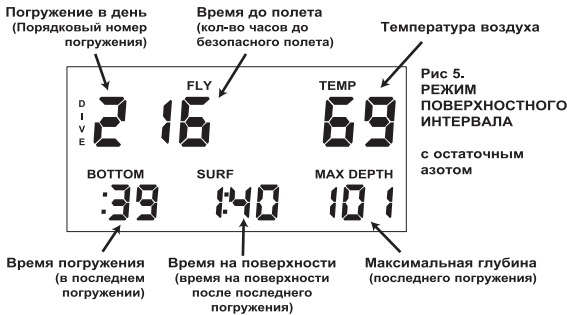 Погружение в день
(Порядковый номер
погружения)
Время до полета
(кол-во часов до
безопасного полета)
Температура воздуха
Рис 5.
РЕЖИМ
ПОВЕРХНОСТНОГО
ИНТЕРВАЛА
с остаточным
азотом
DIVE
2
FLY
16
TEMP
69
BOTTOM
:39
SURF
1:40
MAX DEPTH
101
Время погружения
(в последнем
погружении)
Время на поверхности
(время на поверхности
после последнего
погружения)
Максимальная глубина
(последнего погружения)